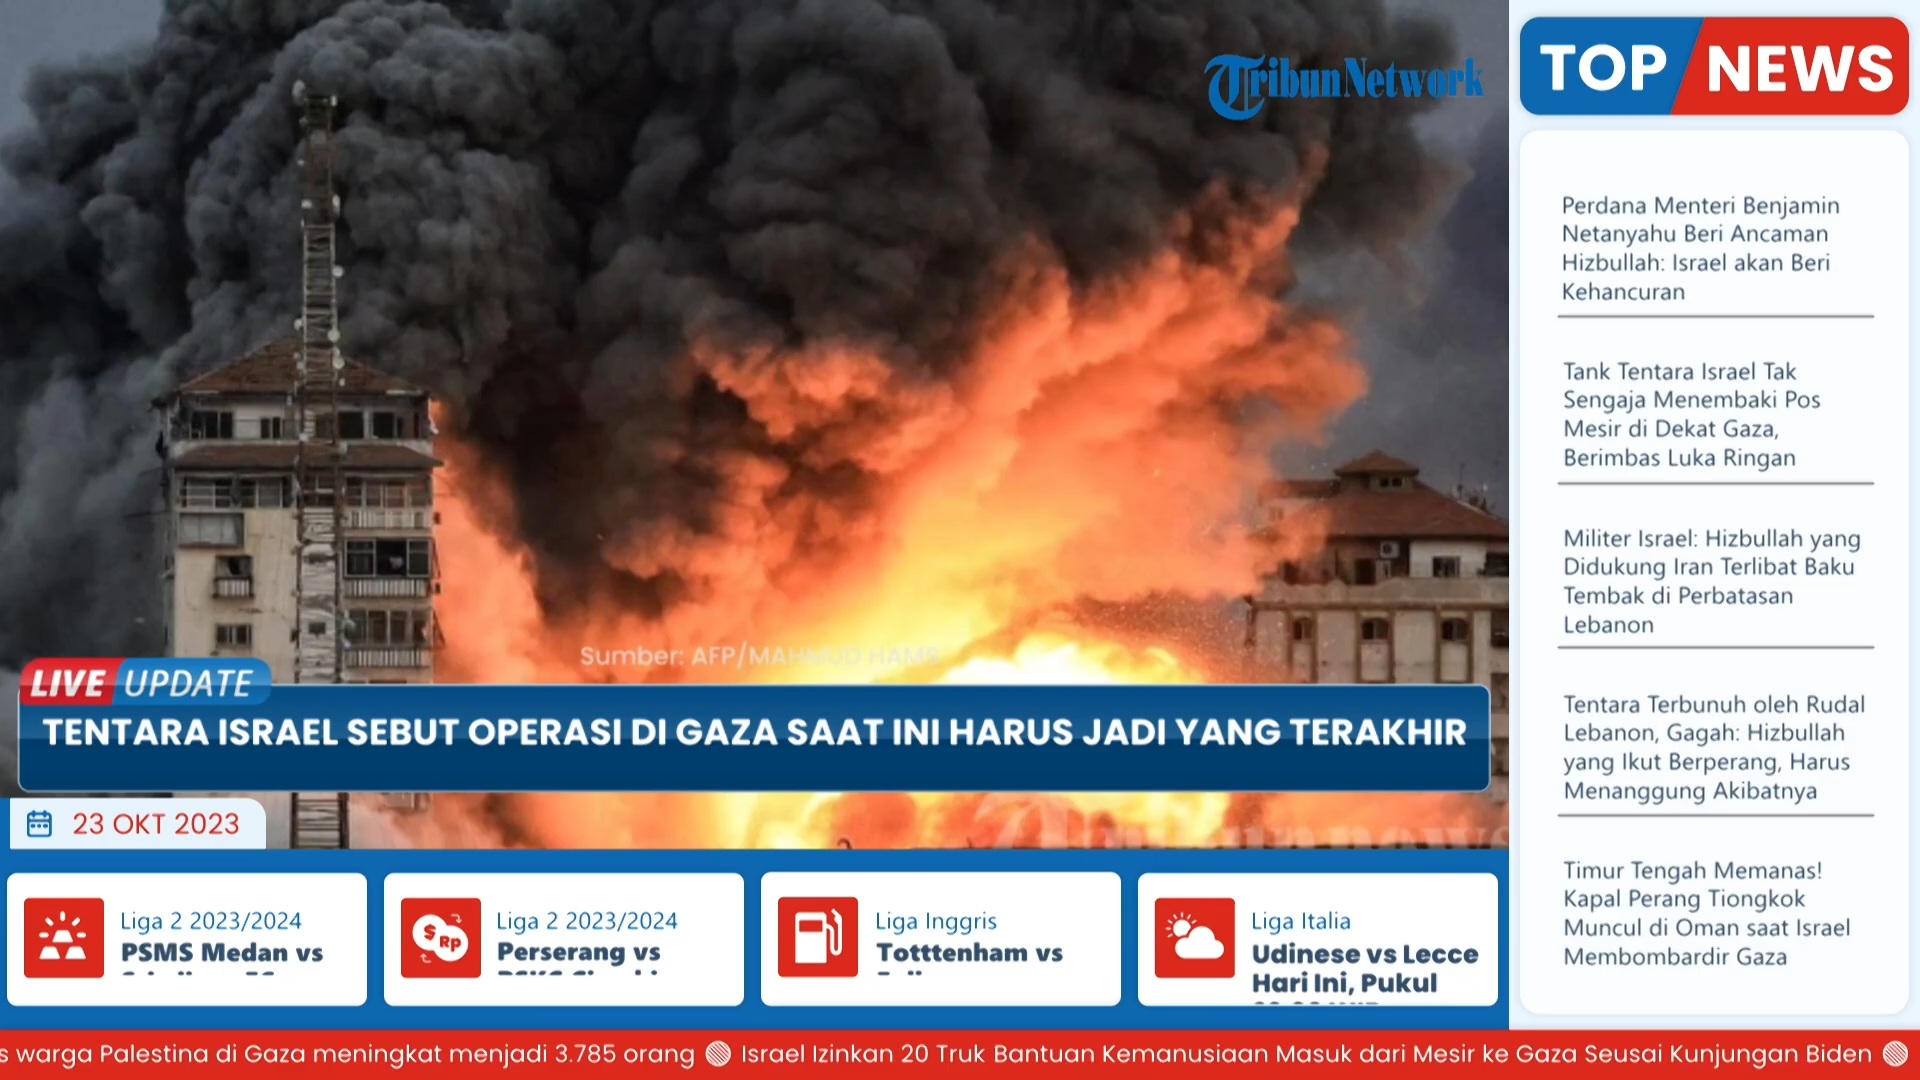 TribunNetwork
TOP NEWS
Perdana Menteri Benjamin
Netanyahu Beri Ancaman
Hizbullah: Israel akan Beri
Kehancuran
Tank Tentara Israel Tak
Sengaja Menembaki Pos
Mesir di Dekat Gaza,
Berimbas Luka Ringan
Militer Israel: Hizbullah yang
Didukung Iran Terlibat Baku
Tembak di Perbatasan
Lebanon
Tentara Terbunuh oleh Rudal
Lebanon, Gagah: Hizbullah
yang Ikut Berperang, Harus
Menanggung Akibatnya
Timur Tengah Memanas!
Kapal Perang Tiongkok
Muncul di Oman saat Israel
Membombardir Gaza
Sumber: AFP/MAHMUD HAMS
LIVE UPDATE
TENTARA ISRAEL SEBUT OPERASI DI GAZA SAAT INI HARUS JADI YANG TERAKHIR
Tribunnews
23 OKT 2023
Liga 2 2023/2024
PSMS Medan vs
$ Rp
Liga 2 2023/2024
Perserang vs
Liga Inggris
Totttenham vs
Liga Italia
Udinese vs Lecce
Hari Ini, Pukul
s warga Palestina di Gaza meningkat menjadi 3.785 orang Israel Izinkan 20 Truk Bantuan Kemanusiaan Masuk dari Mesir ke Gaza Seusai Kunjungan Biden